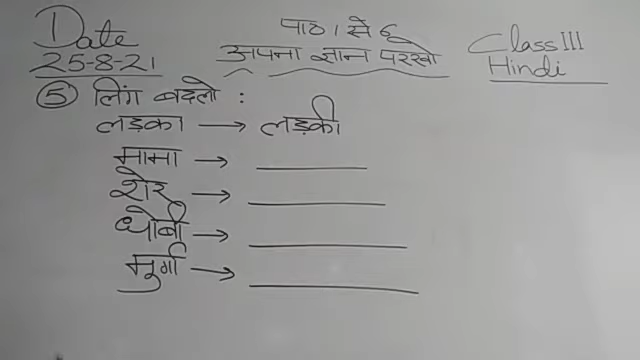 Date
25-8-21
पाठ 1 से 6
अपना ज्ञान परखो
Class III
Hindi
5 लिंग बदलो :
लड़का → लड़की
मामा →
शेर →
धोबी →
मुर्गा →